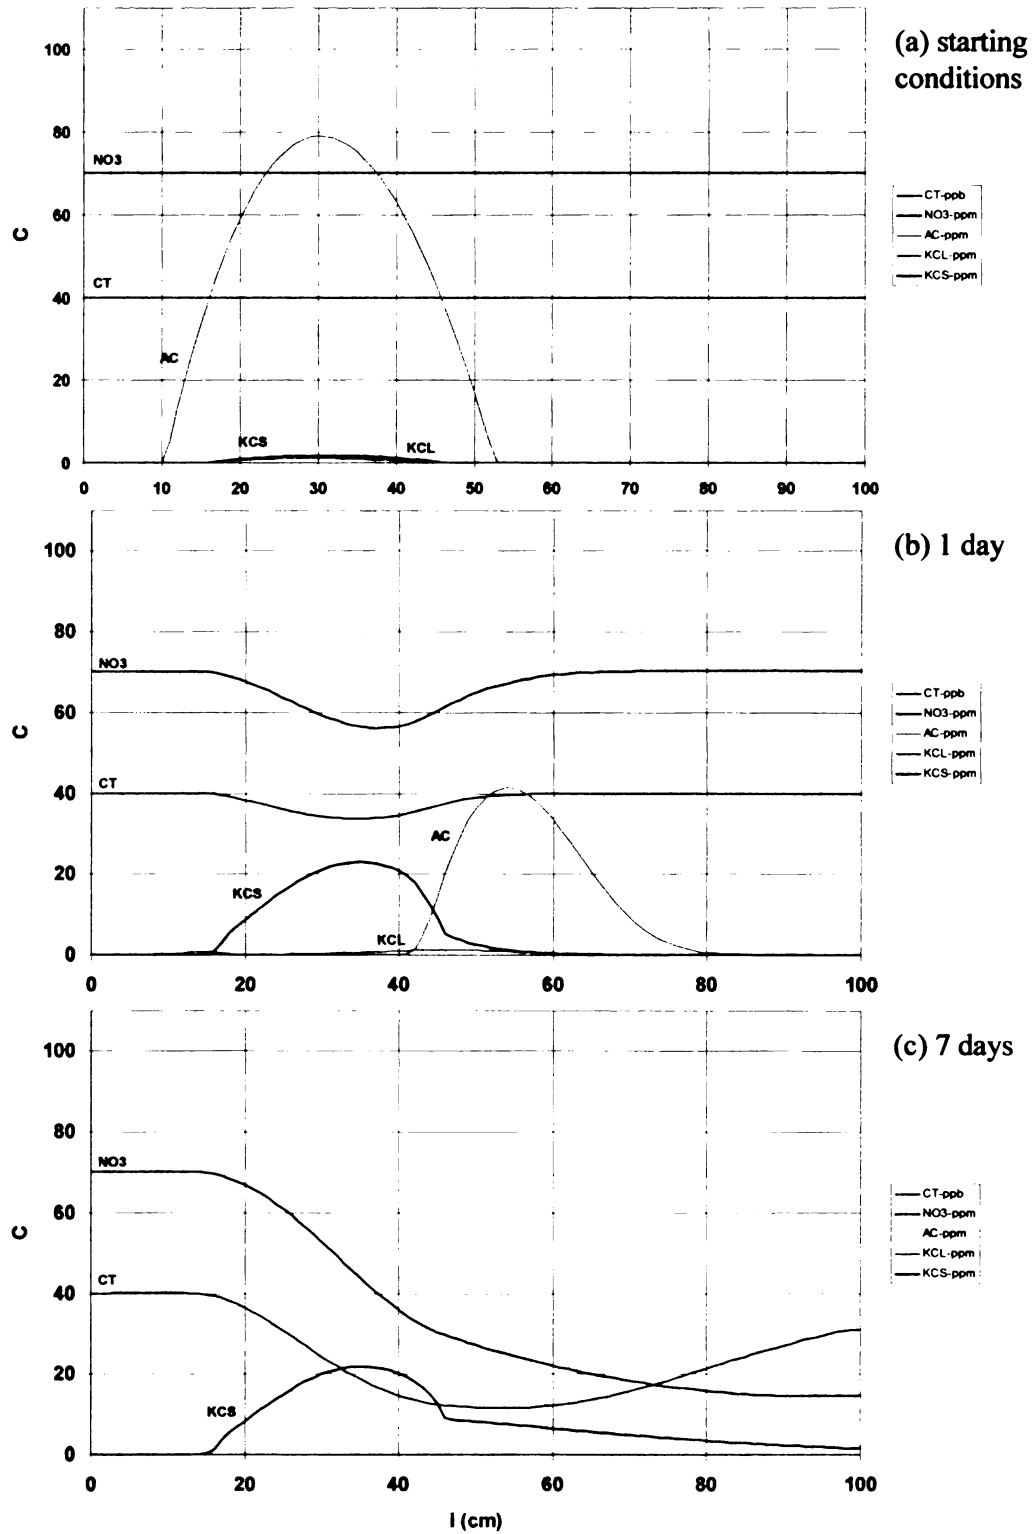 (a) starting
conditions
100
80
60
40
20
0
C
NO3
CT
AC
KCS
KCL
0 10 20 30 40 50 60 70 80 90 100
CT-ppb
NO3-ppm
AC-ppm
KCL-ppm
KCS-ppm
(b) 1 day
100
80
60
40
20
0
C
NO3
CT
AC
KCS
KCL
0 20 40 60 80 100
CT-ppb
NO3-ppm
AC-ppm
KCL-ppm
KCS-ppm
(c) 7 days
100
80
60
40
20
0
C
NO3
CT
KCS
0 20 40 60 80 100
l (cm)
CT-ppb
NO3-ppm
AC-ppm
KCL-ppm
KCS-ppm